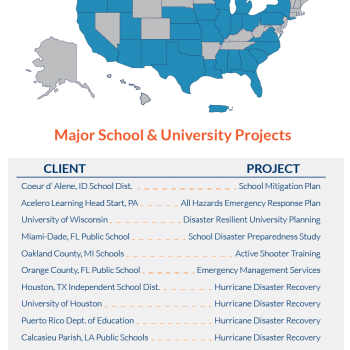 Major School & University Projects
CLIENT PROJECT
Coeur d' Alene, ID School Dist. School Mitigation Plan
Acelero Learning Head Start, PA All Hazards Emergency Response Plan
University of Wisconsin Disaster Resilient University Planning
Miami-Dade, FL Public School School Disaster Preparedness Study
Oakland County, MI Schools Active Shooter Training
Orange County, FL Public School Emergency Management Services
Houston, TX Independent School Dist. Hurricane Disaster Recovery
University of Houston Hurricane Disaster Recovery
Puerto Rico Dept. of Education Hurricane Disaster Recovery
Calcasieu Parish, LA Public Schools Hurricane Disaster Recovery